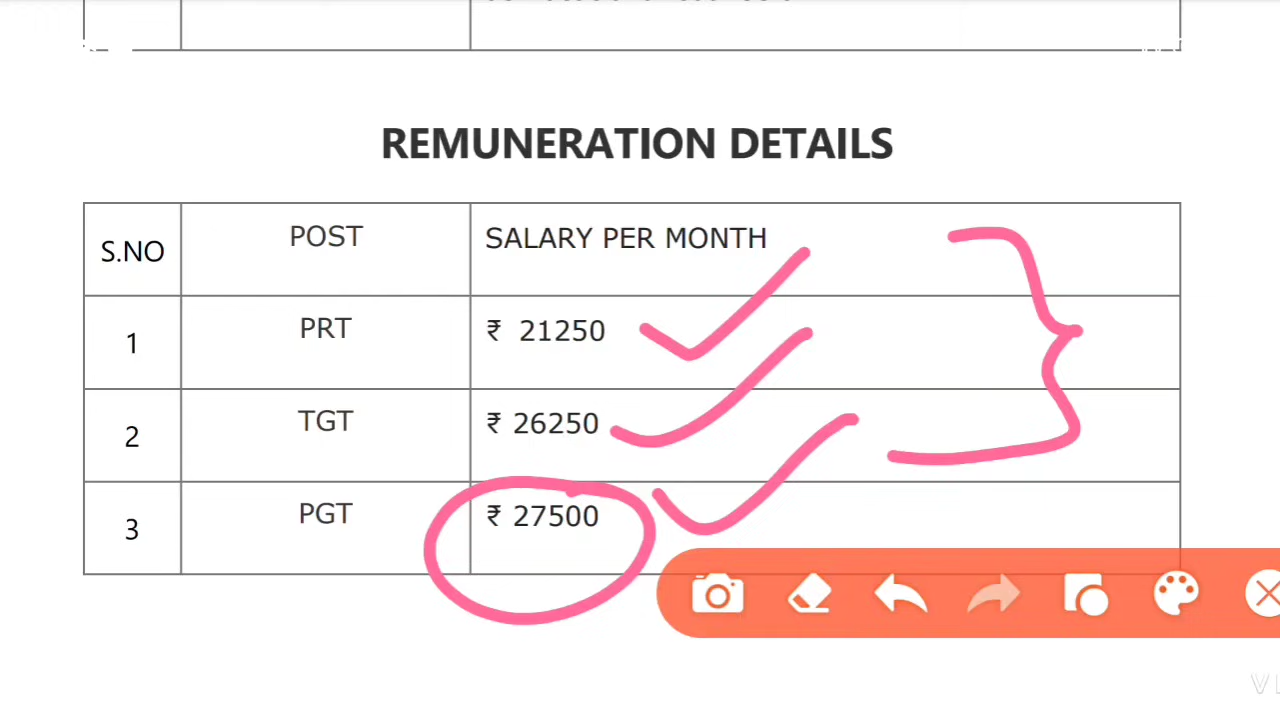 REMUNERATION DETAILS
S.NO POST SALARY PER MONTH
1 PRT ₹ 21250
2 TGT ₹ 26250
3 PGT ₹ 27500